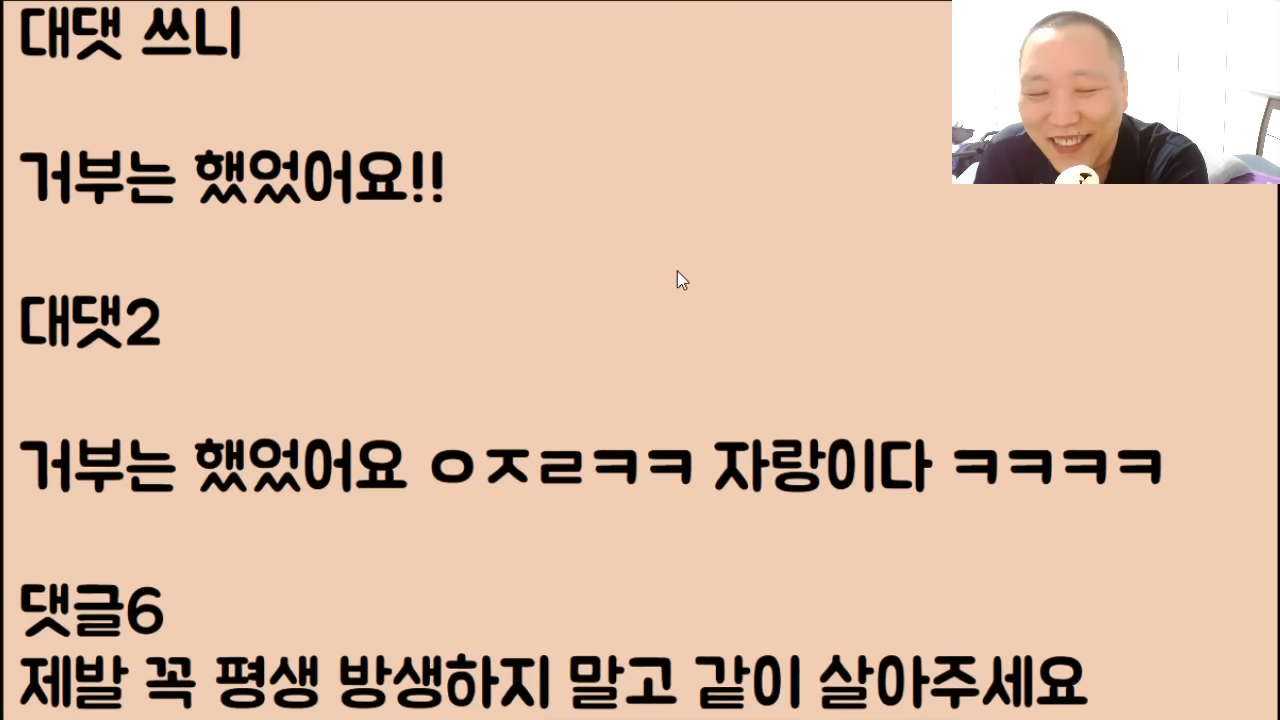 대댓 쓰니
거부는 했었어요!!
대댓2
거부는 했었어요 ㅇㅈㄹㅋㅋ 자랑이다 ㅋㅋㅋㅋ
댓글6
제발 꼭 평생 방생하지 말고 같이 살아주세요